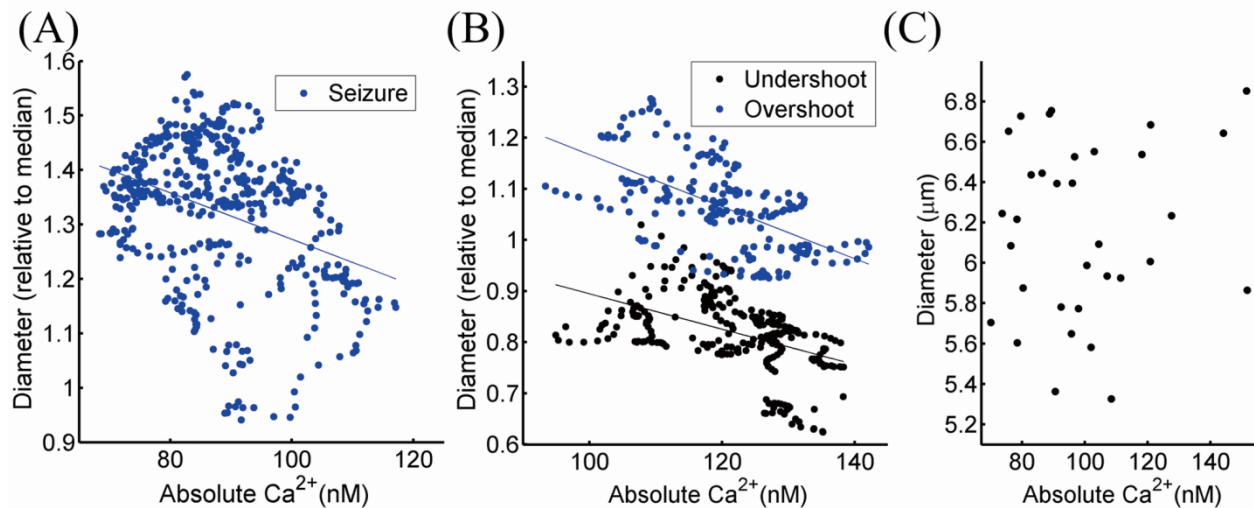 (A)
1.6
1.5
1.4
1.3
1.2
1.1
1
0.9
Diameter (relative to median)
Seizure
80
100
120
Absolute Ca²⁺(nM)
(B)
1.3
1.2
1.1
1
0.9
0.8
0.7
0.6
Diameter (relative to median)
Undershoot
Overshoot
100
120
140
Absolute Ca²⁺(nM)
(C)
6.8
6.4
6
5.8
5.6
5.4
5.2
6.6
6.2
Diameter (μm)
80
100
120
140
Absolute Ca²⁺(nM)